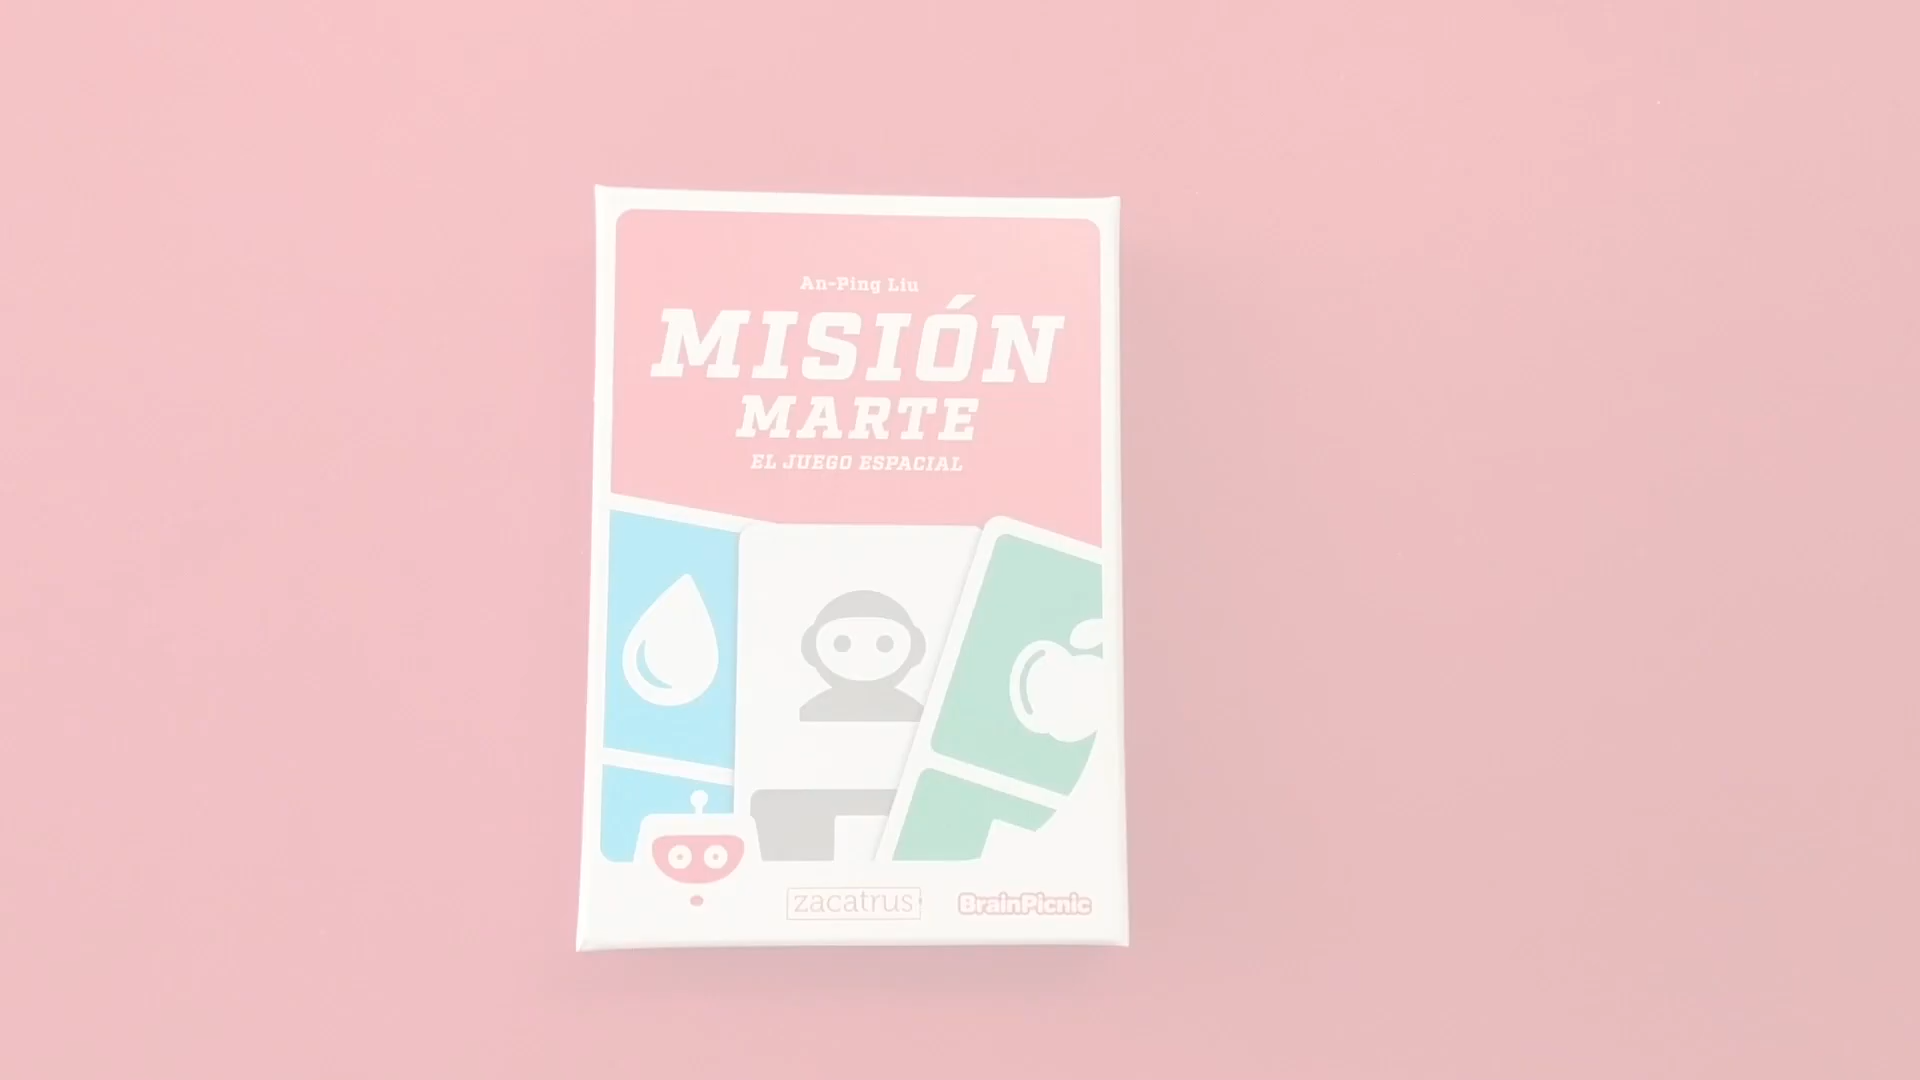 An-Ping Liu
MISIÓN
MARTE
EL JUEGO ESPACIAL
zacatrus
BrainPicnic